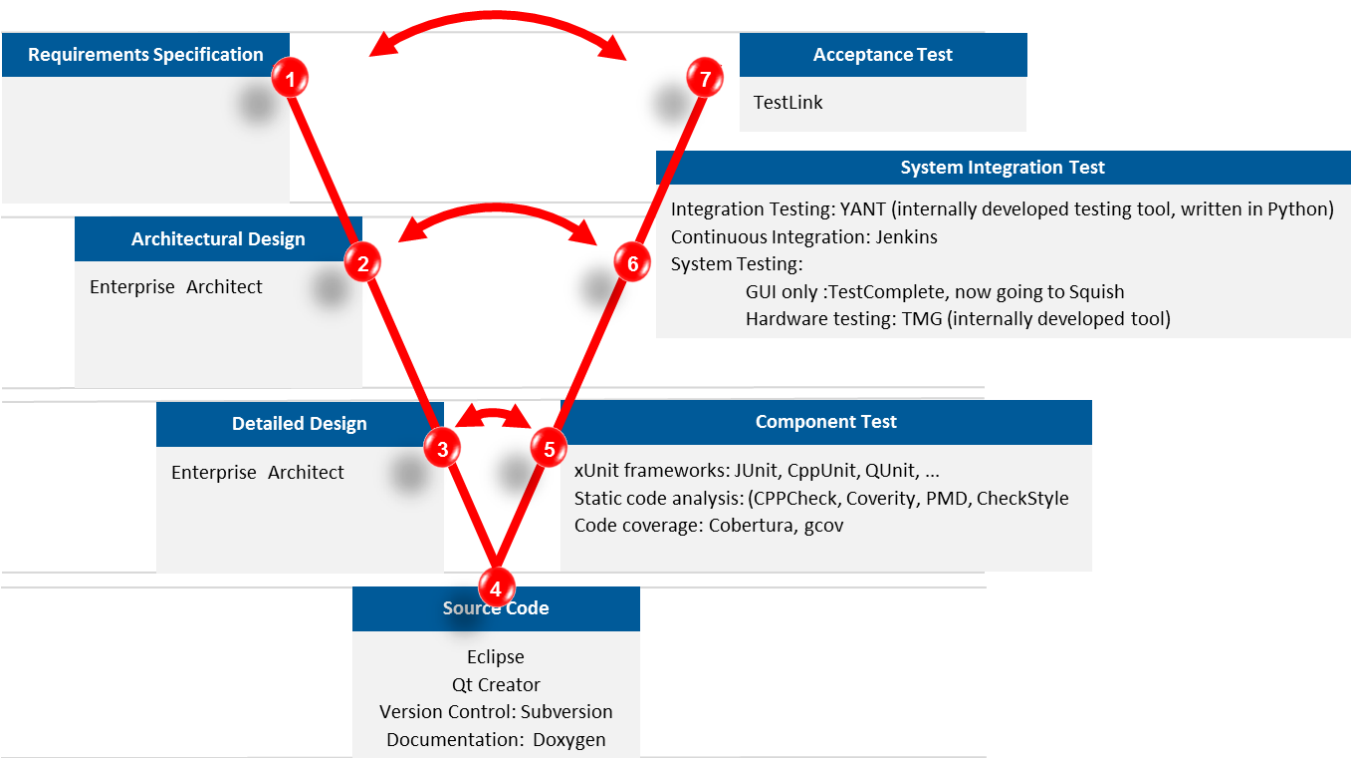 Requirements Specification
1
7
Acceptance Test
TestLink
System Integration Test
Integration Testing: YANT (internally developed testing tool, written in Python)
Continuous Integration: Jenkins
System Testing:
GUI only :TestComplete, now going to Squish
Hardware testing: TMG (internally developed tool)
Architectural Design
2
6
Enterprise Architect
Detailed Design
3
5
Component Test
Enterprise Architect
xUnit frameworks: JUnit, CppUnit, QUnit, ...
Static code analysis: (CPPCheck, Coverity, PMD, CheckStyle
Code coverage: Cobertura, gcov
4
Source Code
Eclipse
Qt Creator
Version Control: Subversion
Documentation: Doxygen